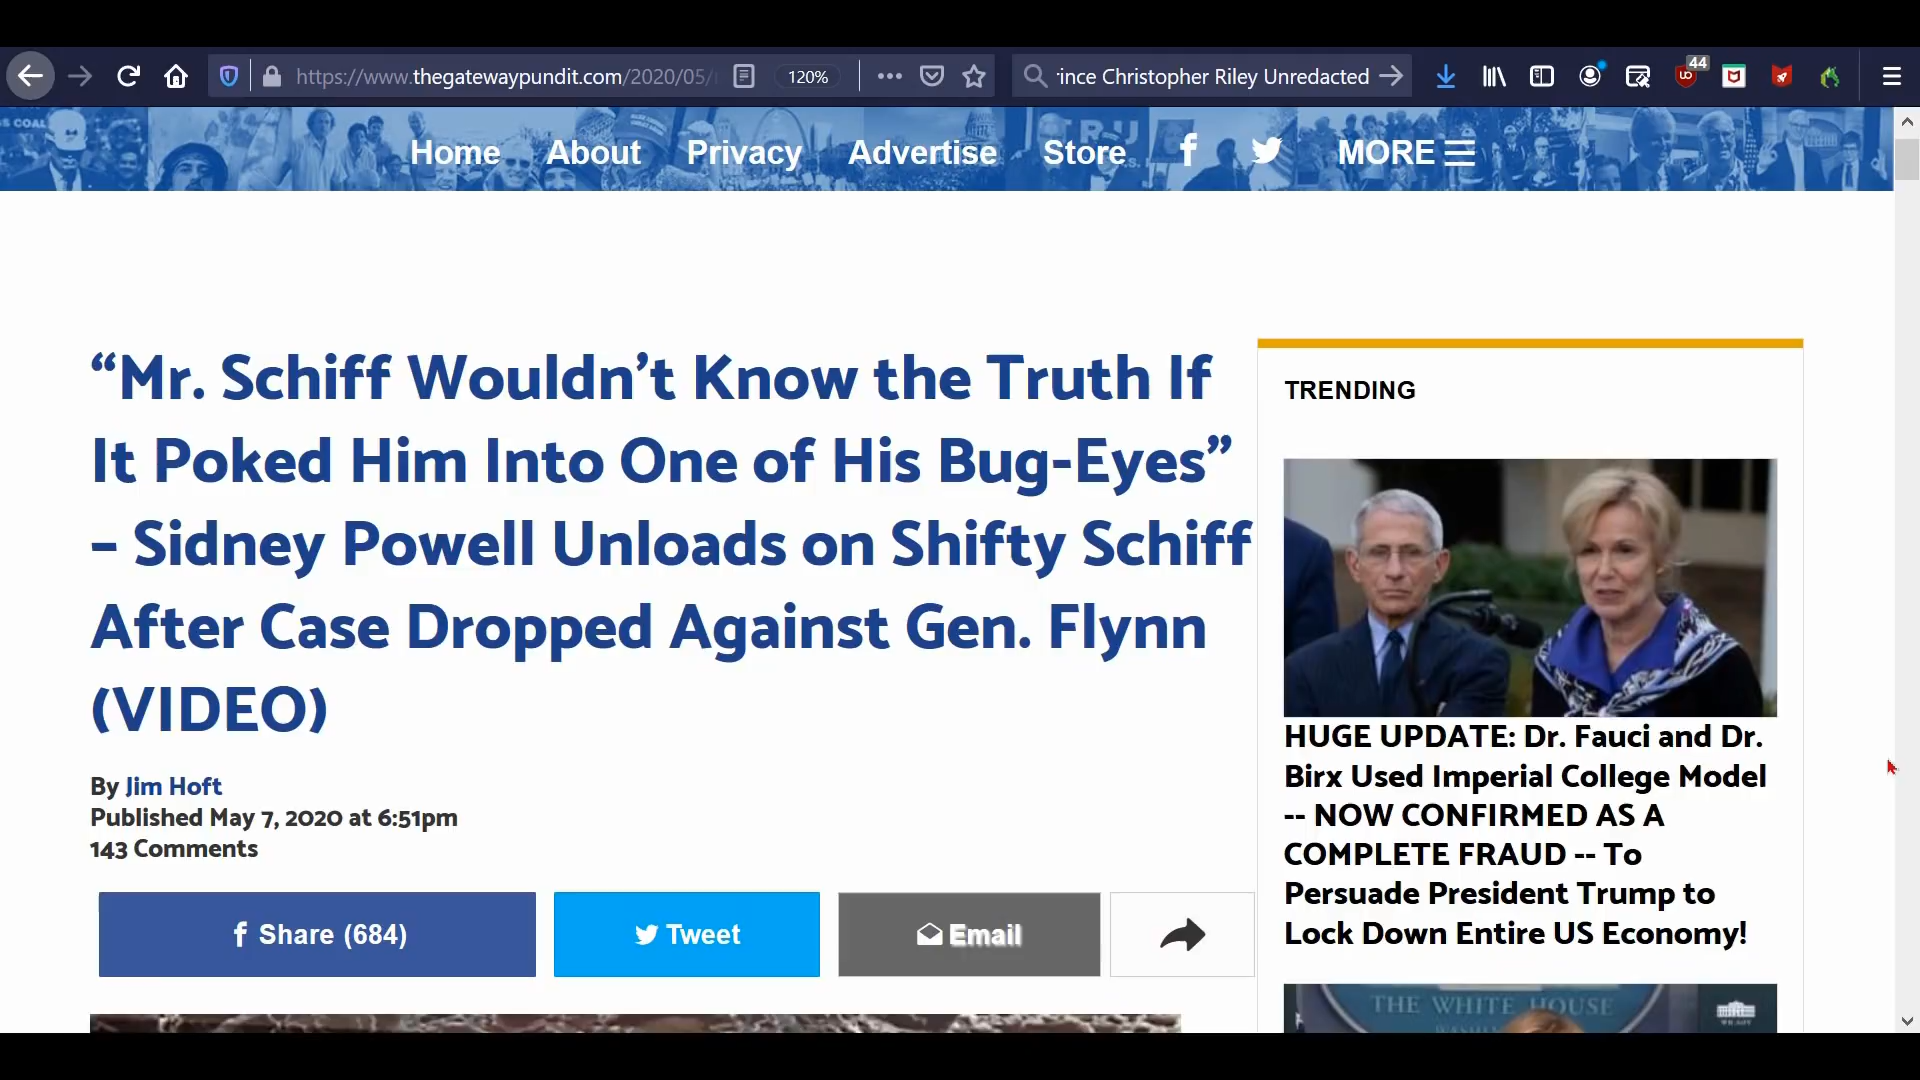 https://www.thegatewaypundit.com/2020/05/
120%
ince Christopher Riley Unredacted
44
Home About Privacy Advertise Store MORE
“Mr. Schiff Wouldn’t Know the Truth If
It Poked Him Into One of His Bug-Eyes”
– Sidney Powell Unloads on Shifty Schiff
After Case Dropped Against Gen. Flynn
(VIDEO)
By Jim Hoft
Published May 7, 2020 at 6:51pm
143 Comments
Share (684)
Tweet
Email
TRENDING
HUGE UPDATE: Dr. Fauci and Dr.
Birx Used Imperial College Model
-- NOW CONFIRMED AS A
COMPLETE FRAUD -- To
Persuade President Trump to
Lock Down Entire US Economy!
THE WHITE HOUSE